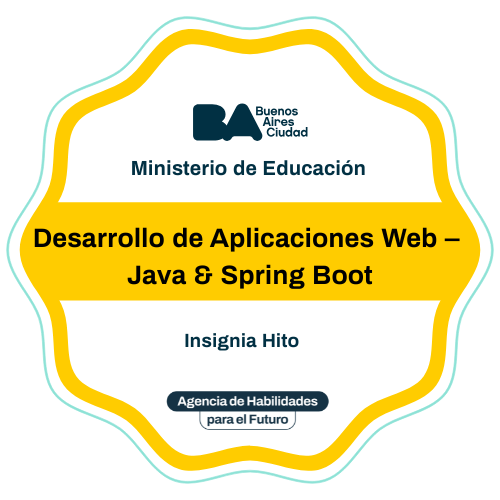 BA Buenos
Aires
Ciudad
Ministerio de Educación
Desarrollo de Aplicaciones Web –
Java & Spring Boot
Insignia Hito
Agencia de Habilidades
para el Futuro